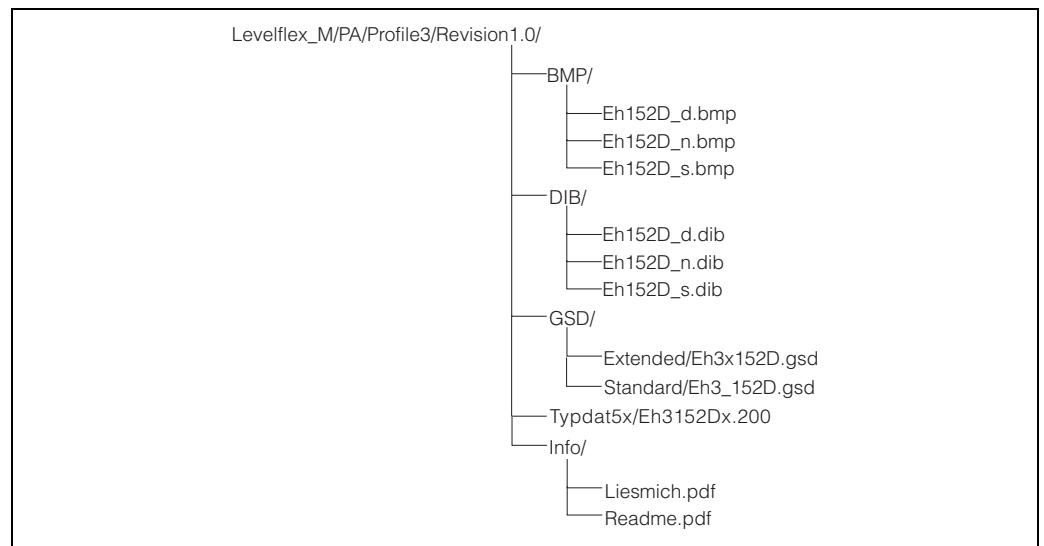 Levelflex_M/PA/Profile3/Revision1.0/
BMP/
Eh152D_d.bmp
Eh152D_n.bmp
Eh152D_s.bmp
DIB/
Eh152D_d.dib
Eh152D_n.dib
Eh152D_s.dib
GSD/
Extended/Eh3x152D.gsd
Standard/Eh3_152D.gsd
Typdat5x/Eh3152Dx.200
Info/
Liesmich.pdf
Readme.pdf